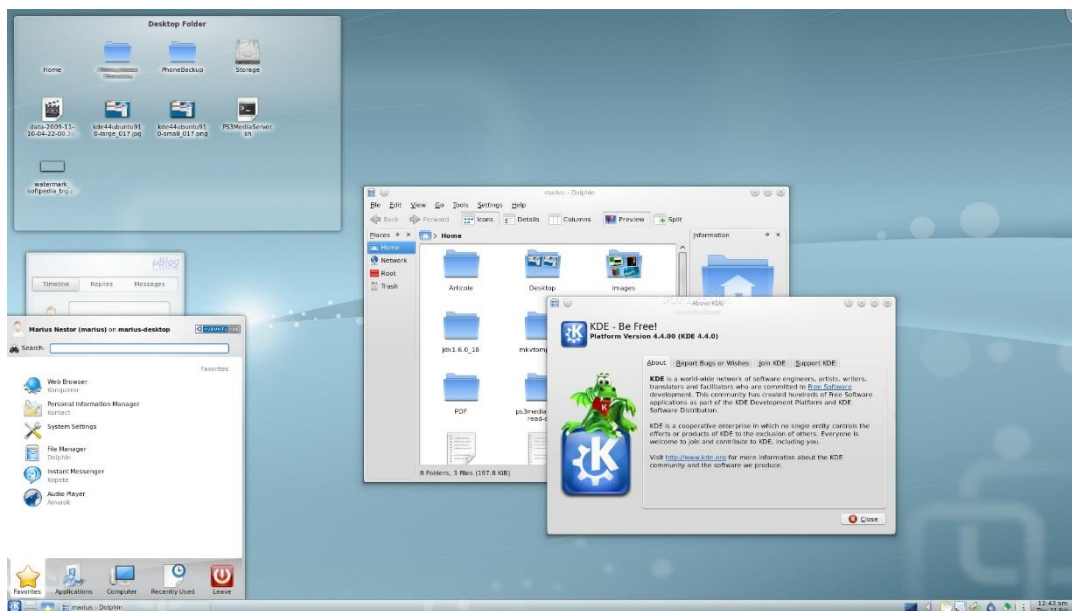 Desktop Folder
Home
PhoneBackup
Storage
data-2009-11-
10-04-22-00.
kde44ubuntu91
0-large_017.jpg
kde44ubuntu91
0-small_017.png
PS3MediaServer.
sh
watermark_
softpedia_big.
µBlog
Timeline Replies Messages
Marius Nestor (marius) on marius-desktop
Search:
Favorites
Web Browser
Konqueror
Personal Information Manager
Kontact
System Settings
File Manager
Dolphin
Instant Messenger
Kopete
Audio Player
Amarok
Favorites Applications Computer Recently Used Leave
marius - Dolphin
File Edit View Go Tools Settings Help
Back Forward Icons Details Columns Preview Split
Places
Home
Network
Root
Trash
Home
Information
Articole
Desktop
images
jdk1.6.0_18
PDF
8 Folders, 3 Files (197.8 KiB)
About KDE
KDE - Be Free!
Platform Version 4.4.00 (KDE 4.4.0)
About Report Bugs or Wishes Join KDE Support KDE
KDE is a world-wide network of software engineers, artists, writers,
translators and facilitators who are committed to Free Software
development. This community has created hundreds of Free Software
applications as part of the KDE Development Platform and KDE
Software Distribution.
KDE is a cooperative enterprise in which no single entity controls the
efforts or products of KDE to the exclusion of others. Everyone is
welcome to join and contribute to KDE, including you.
Visit http://www.kde.org for more information about the KDE
community and the software we produce.
Close
marius - Dolphin
12:43 am